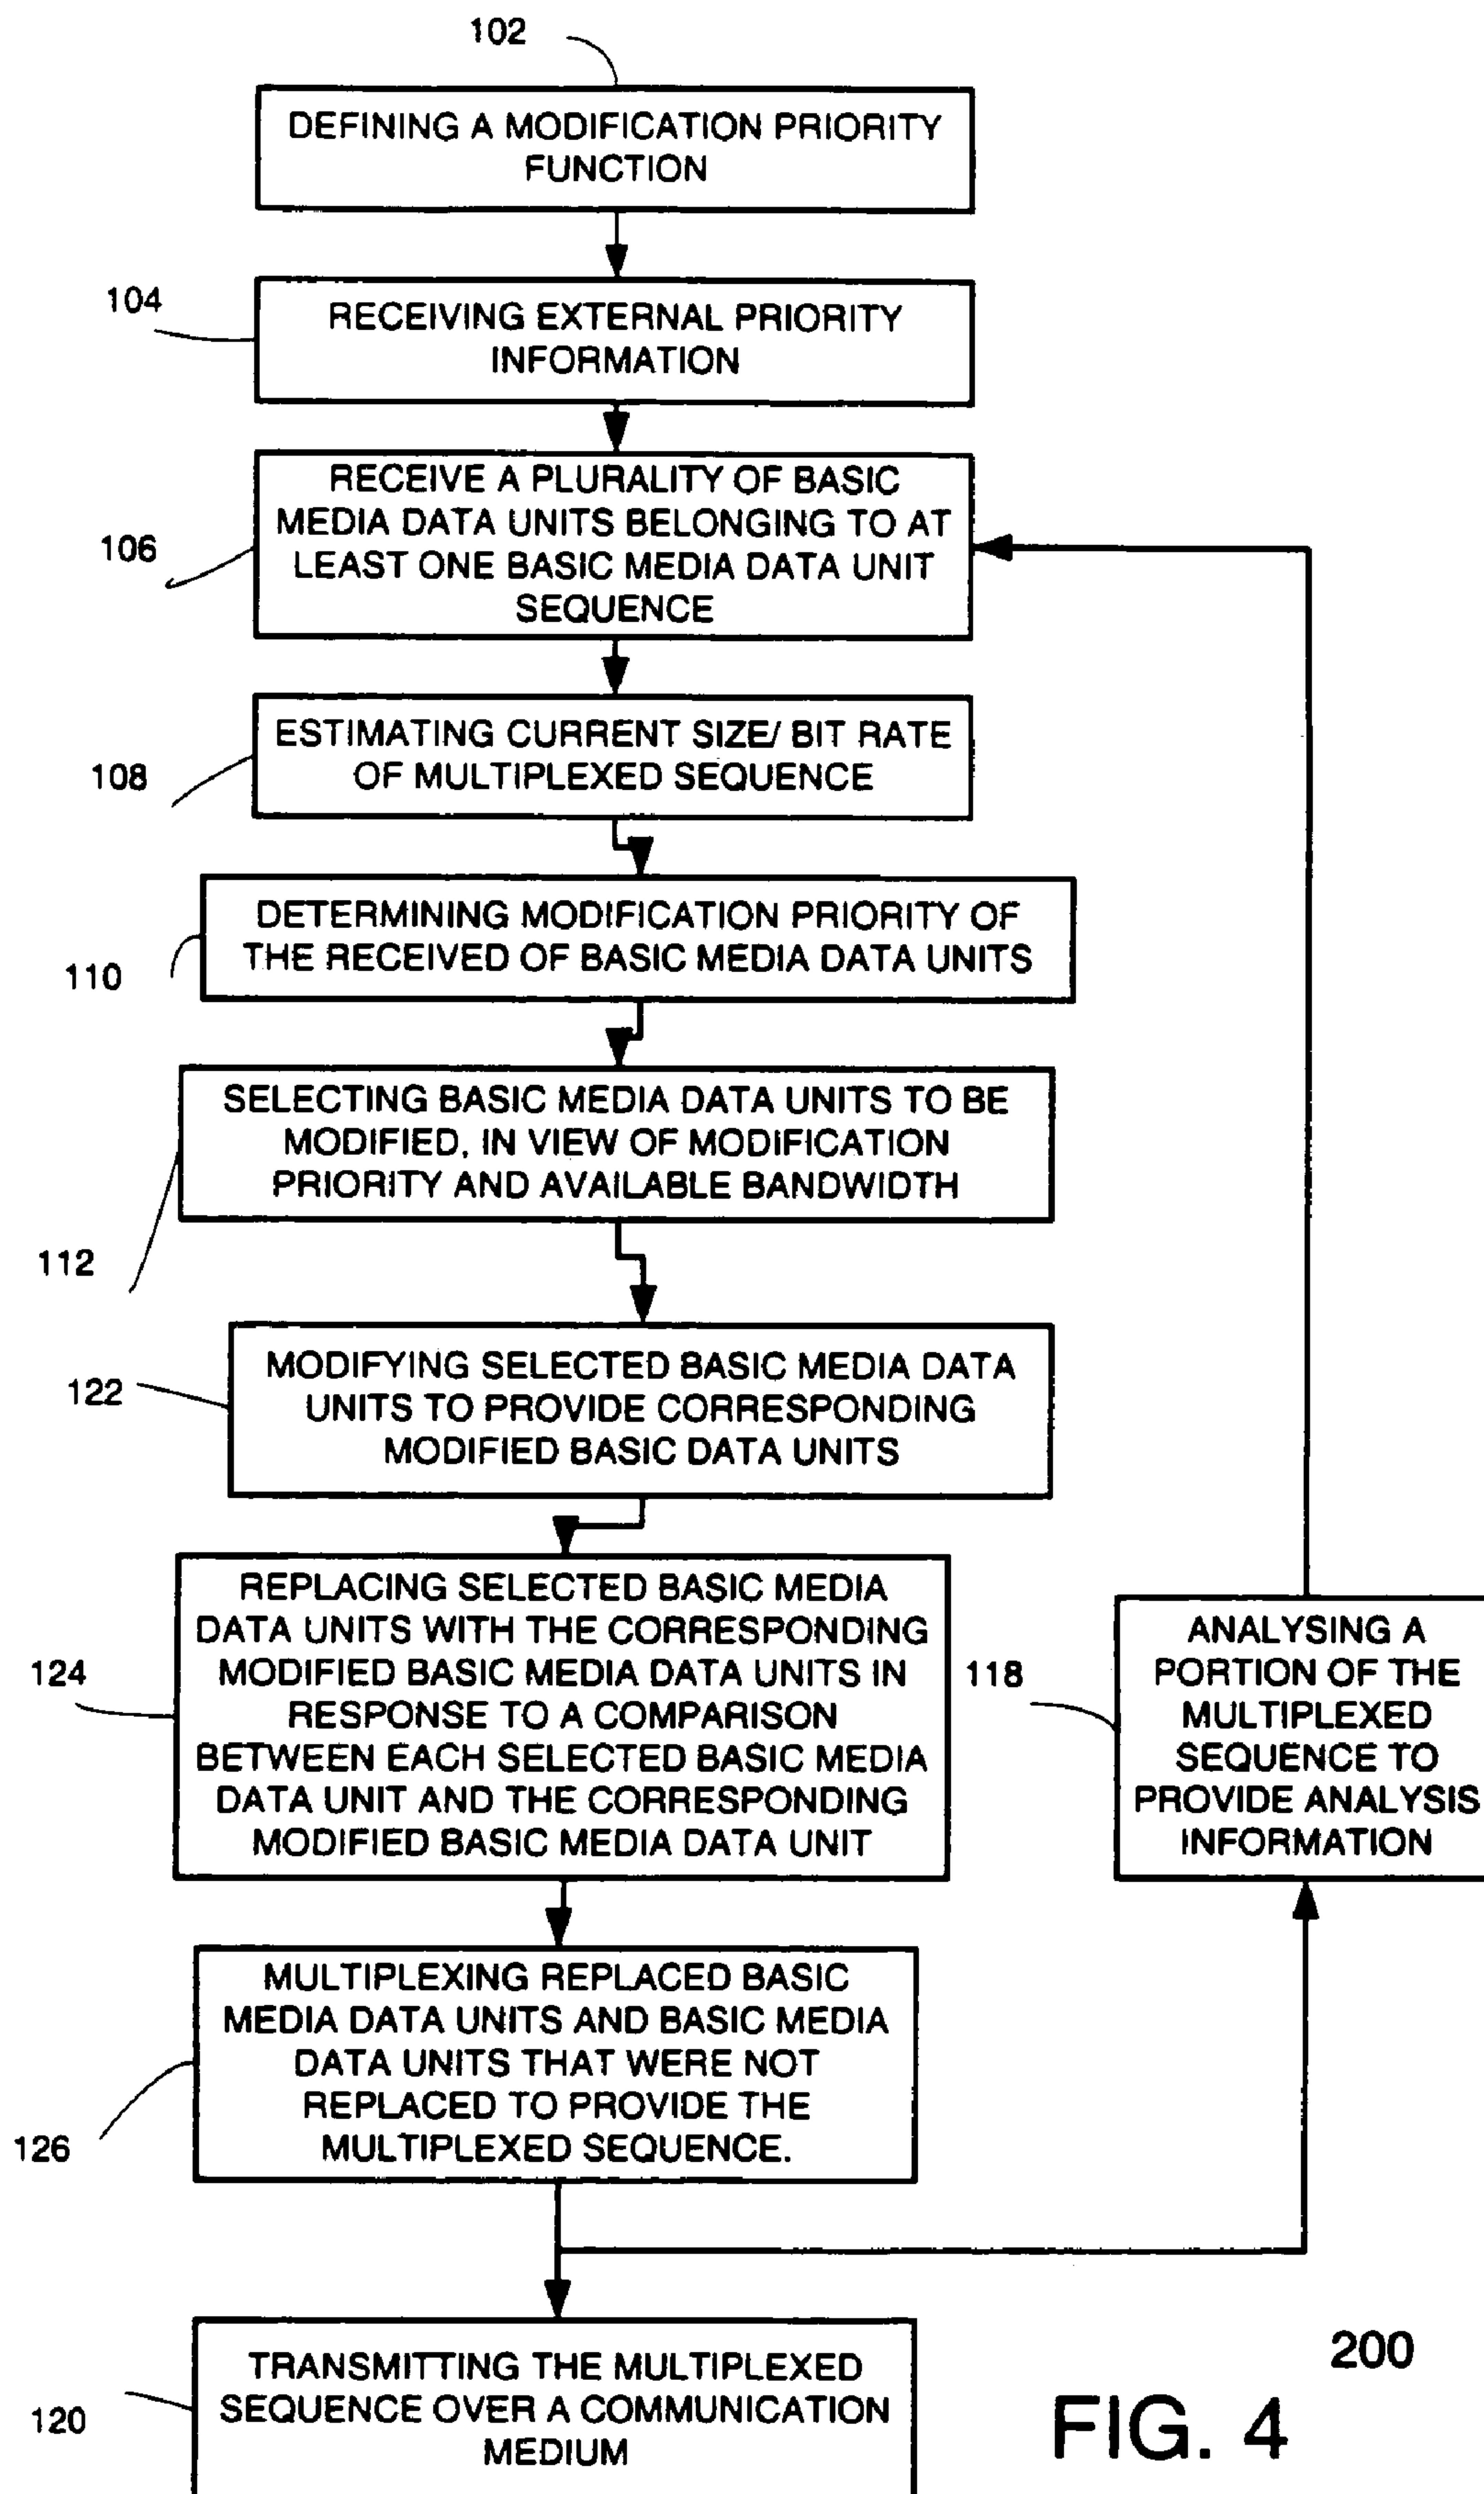 102
DEFINING A MODIFICATION PRIORITY
FUNCTION
104
RECEIVING EXTERNAL PRIORITY
INFORMATION
106
RECEIVE A PLURALITY OF BASIC
MEDIA DATA UNITS BELONGING TO AT
LEAST ONE BASIC MEDIA DATA UNIT
SEQUENCE
108
ESTIMATING CURRENT SIZE/ BIT RATE
OF MULTIPLEXED SEQUENCE
110
DETERMINING MODIFICATION PRIORITY OF
THE RECEIVED OF BASIC MEDIA DATA UNITS
112
SELECTING BASIC MEDIA DATA UNITS TO BE
MODIFIED, IN VIEW OF MODIFICATION
PRIORITY AND AVAILABLE BANDWIDTH
122
MODIFYING SELECTED BASIC MEDIA DATA
UNITS TO PROVIDE CORRESPONDING
MODIFIED BASIC DATA UNITS
124
REPLACING SELECTED BASIC MEDIA
DATA UNITS WITH THE CORRESPONDING
MODIFIED BASIC MEDIA DATA UNITS IN
RESPONSE TO A COMPARISON
BETWEEN EACH SELECTED BASIC MEDIA
DATA UNIT AND THE CORRESPONDING
MODIFIED BASIC MEDIA DATA UNIT
118
ANALYSING A
PORTION OF THE
MULTIPLEXED
SEQUENCE TO
PROVIDE ANALYSIS
INFORMATION
126
MULTIPLEXING REPLACED BASIC
MEDIA DATA UNITS AND BASIC MEDIA
DATA UNITS THAT WERE NOT
REPLACED TO PROVIDE THE
MULTIPLEXED SEQUENCE.
120
TRANSMITTING THE MULTIPLEXED
SEQUENCE OVER A COMMUNICATION
MEDIUM
200
FIG. 4